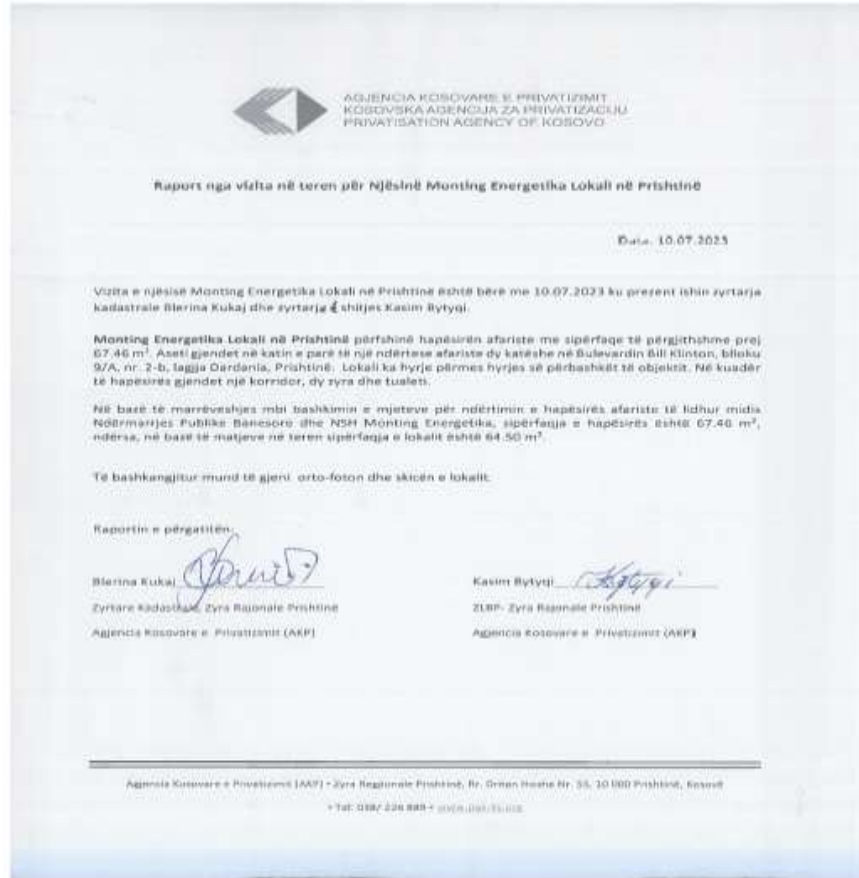 AGJENCIA KOSOVARE E PRIVATIZIMIT
KOSOVSKA AGENCIJA ZA PRIVATIZACIJU
PRIVATISATION AGENCY OF KOSOVO
Raport nga vizita në teren për Njësinë Monting Energetika Lokali në Prishtinë
Data. 10.07.2023
Vizita e njësisë Monting Energetika Lokali në Prishtinë është bërë me 10.07.2023 ku prezent ishin zyrtarja
kadastrale Blerina Kukaj dhe zyrtarja e shitjes Kasim Bytyqi.
Monting Energetika Lokali në Prishtinë përfshinë hapësirën afariste me sipërfaqe të përgjithshme prej
67.46 m². Aseti gjendet në katin e parë të një ndërtese afariste dy katëshe në Bulevardin Bill Klinton, blloku
9/A, nr. 2-b, lagjja Dardania, Prishtinë. Lokali ka hyrje përmes hyrjes së përbashkët të objektit. Në kuadër
të hapësirës gjendet një korridor, dy zyra dhe tualeti.
Në bazë të marrëveshjes mbi bashkimin e mjeteve për ndërtimin e hapësirës afariste të lidhur midis
Ndërmarrjes Publike Banesore dhe NSH Monting Energetika, sipërfaqja e hapësirës është 67.46 m²,
ndërsa, në bazë të matjeve në teren sipërfaqja e lokalit është 64.50 m².
Të bashkangjitur mund të gjeni orto-foton dhe skicën e lokalit.
Raportin e përgatitën:
Blerina Kukaj
Kasim Bytyqi
Zyrtare Kadastrale, Zyra Rajonale Prishtinë
ZLBP- Zyra Rajonale Prishtinë
Agjencia Kosovare e Privatizimit (AKP)
Agjencia Kosovare e Privatizimit (AKP)
Agjencia Kosovare e Privatizimit (AKP) • Zyra Regjionale Prishtinë, Rr. Nr. 55, 10 000 Prishtinë, Kosovë
• Tel: 038/